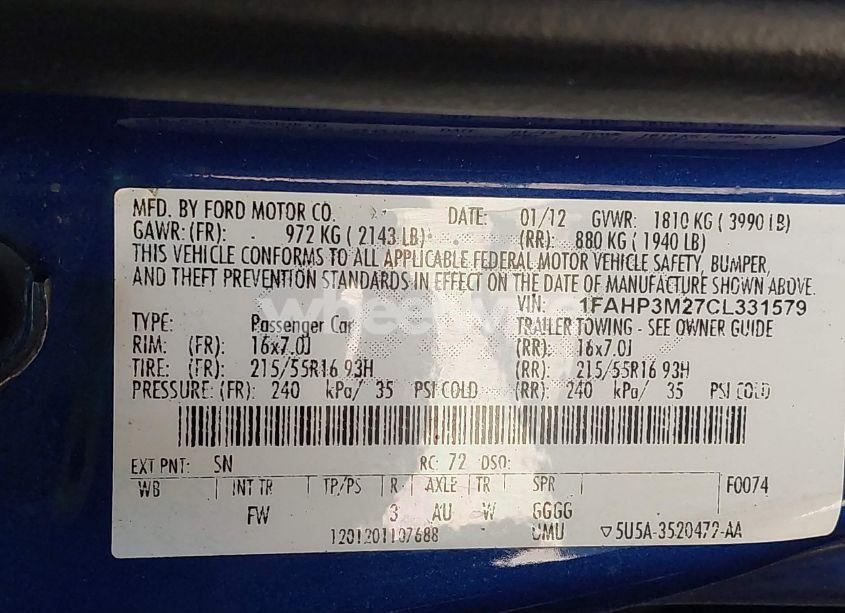 MFD. BY FORD MOTOR CO. DATE: 01/12 GVWR: 1810 KG ( 3990 LB)
GAWR: (FR): 972 KG ( 2143 LB) (RR): 880 KG ( 1940 LB)
THIS VEHICLE CONFORMS TO ALL APPLICABLE FEDERAL MOTOR VEHICLE SAFETY, BUMPER,
AND THEFT PREVENTION STANDARDS IN EFFECT ON THE DATE OF MANUFACTURE SHOWN ABOVE.
VIN: 1FAHP3M27CL331579
TYPE: Passenger Car TRAILER TOWING - SEE OWNER GUIDE
RIM: (FR): 16x7.0J (RR): 16x7.0J
TIRE: (FR): 215/55R16 93H (RR): 215/55R16 93H
PRESSURE: (FR): 240 kPa/ 35 PSI COLD (RR): 240 kPa/ 35 PSI COLD
EXT PNT: SN RC: 72 DSO:
WB INT TR TP/PS R AXLE TR SPR F0074
FW 3 AU W GGGG
1201201107688 UMU ▽5U5A-3520472-AA